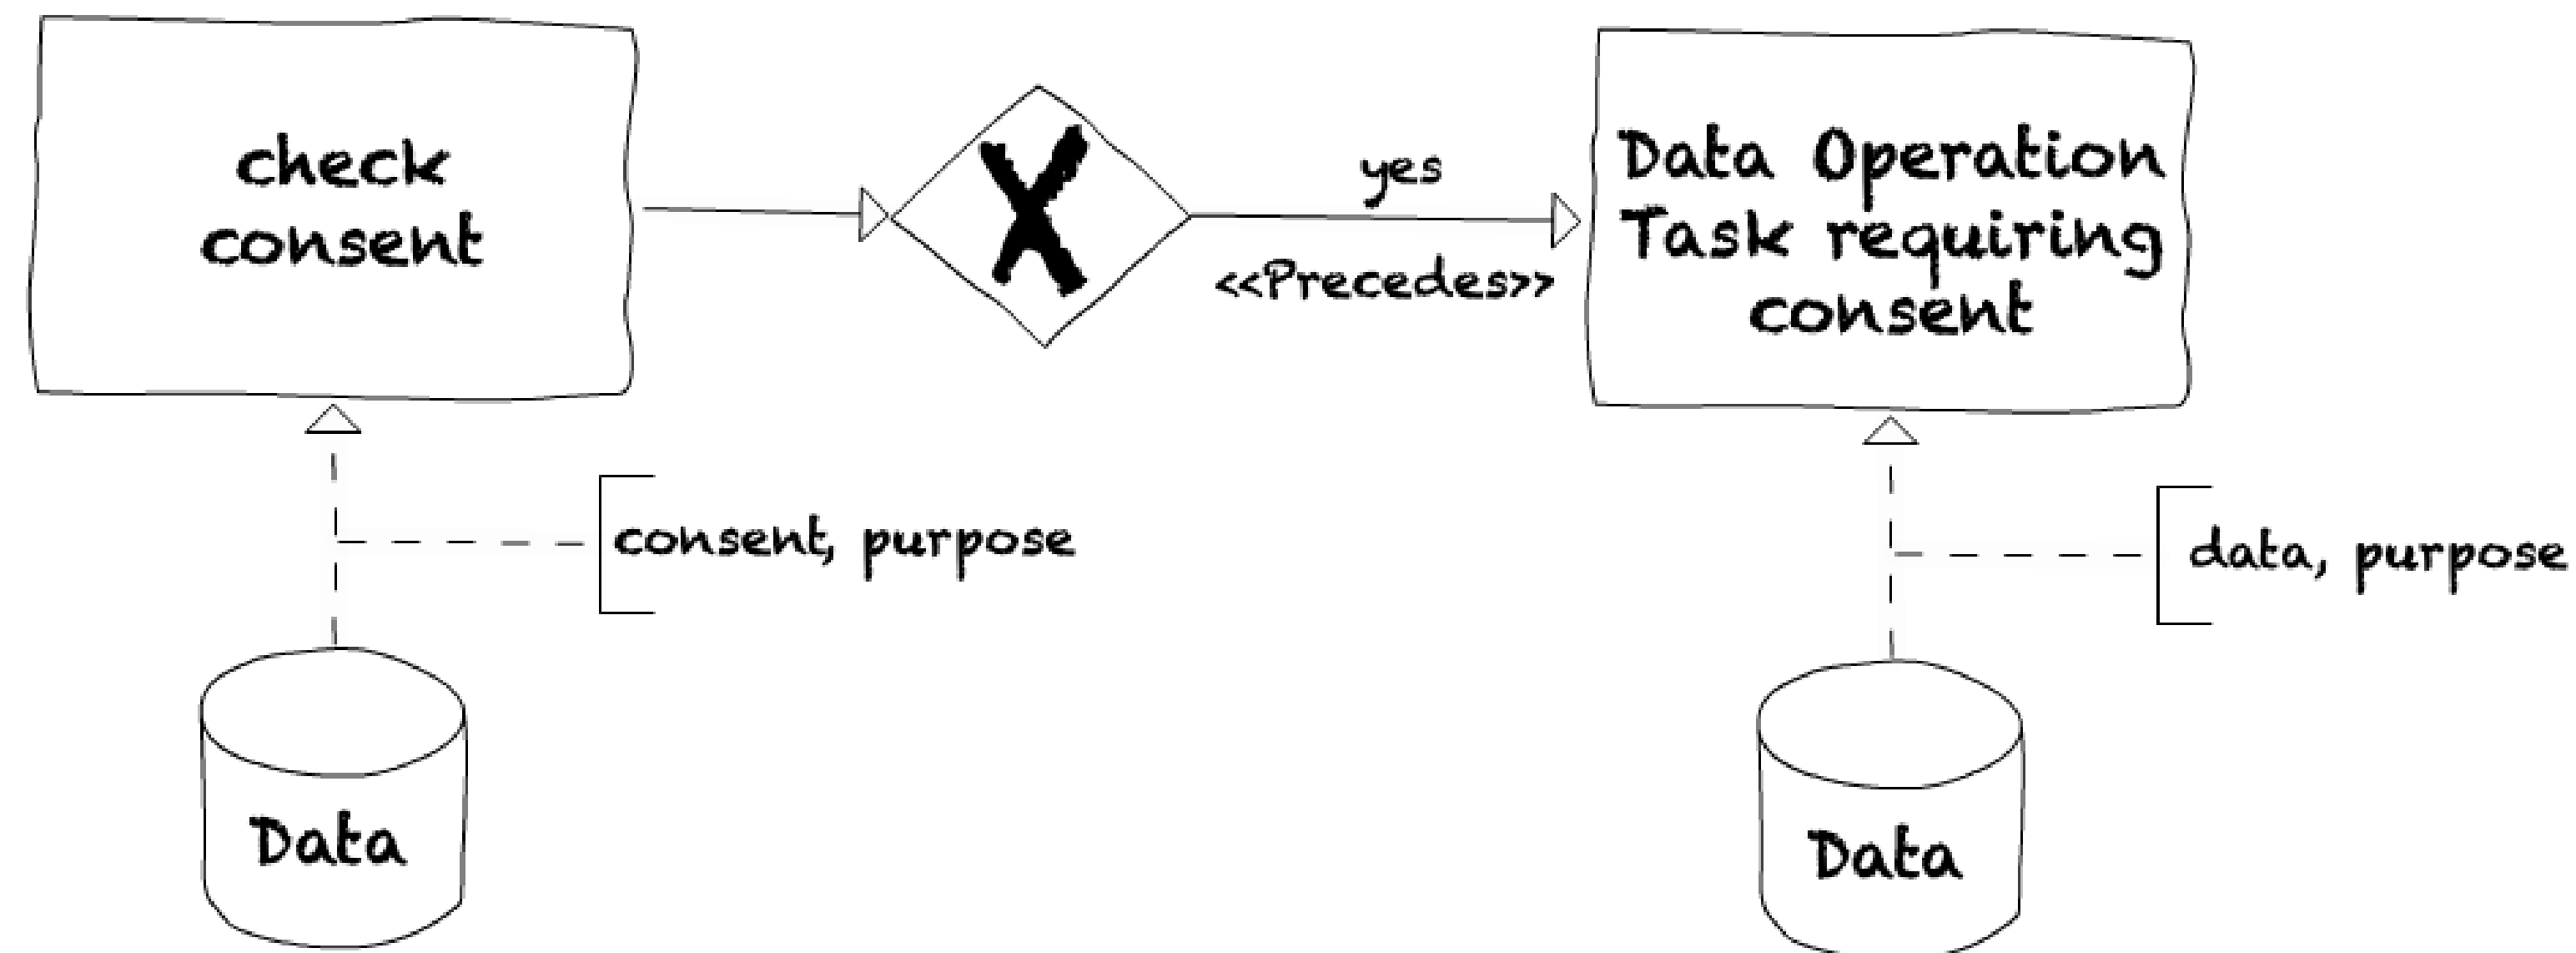 check
consent
X
yes
<<Precedes>>
Data Operation
Task requiring
consent
consent, purpose
data, purpose
Data
Data